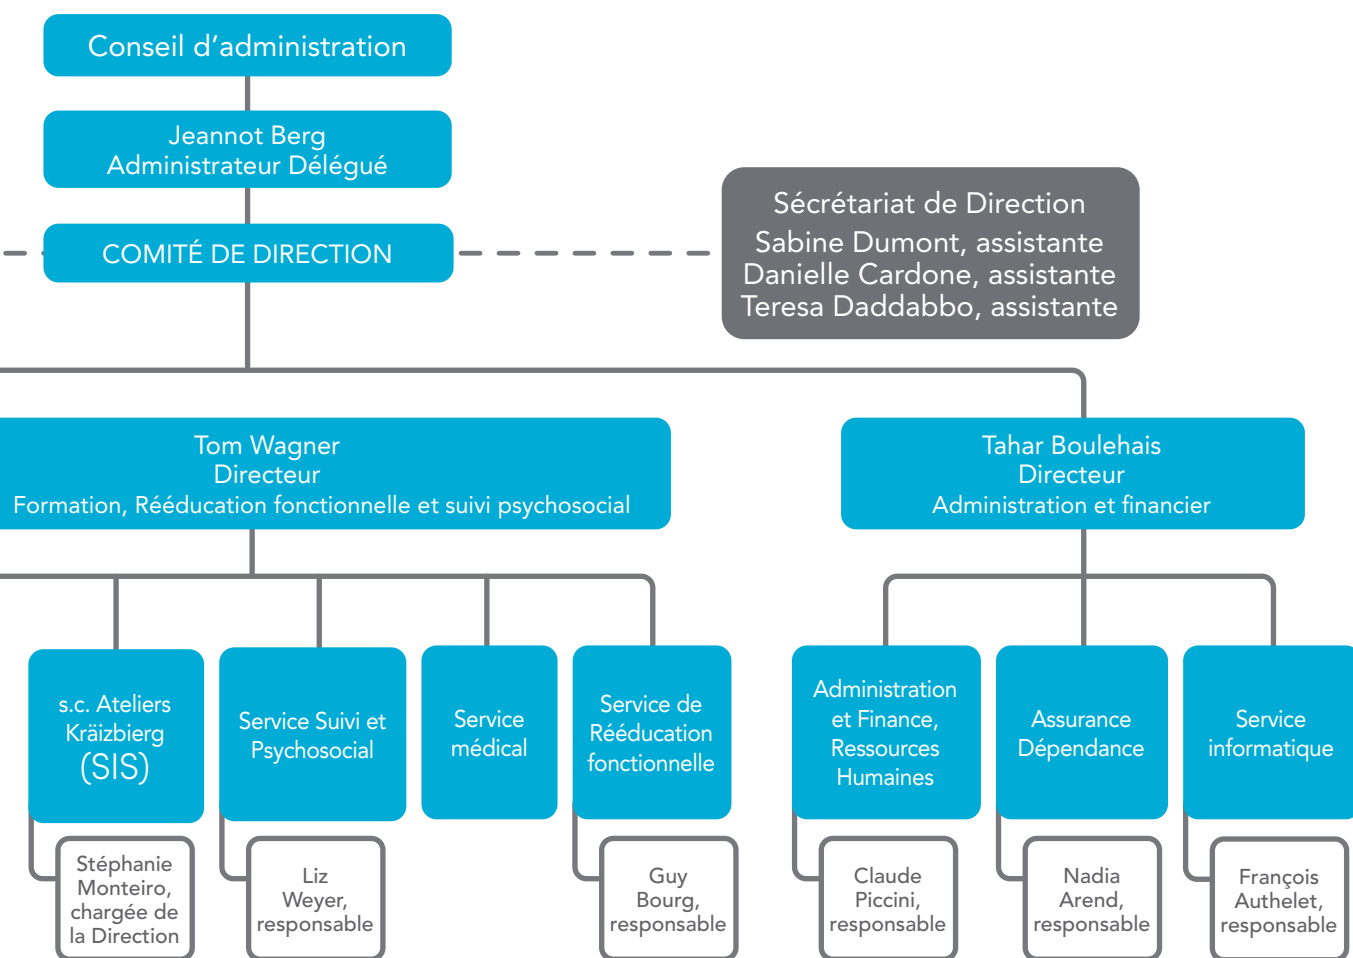 Conseil d'administration
Jeannot Berg
Administrateur Délégué
COMITÉ DE DIRECTION
Sécrétariat de Direction
Sabine Dumont, assistante
Danielle Cardone, assistante
Teresa Daddabbo, assistante
Tom Wagner
Directeur
Formation, Rééducation fonctionnelle et suivi psychosocial
Tahar Boulehais
Directeur
Administration et financier
s.c. Ateliers
Kräizbierg
(SIS)
Service Suivi et
Psychosocial
Service
médical
Service de
Rééducation
fonctionnelle
Administration
et Finance,
Ressources
Humaines
Assurance
Dépendance
Service
informatique
Stéphanie
Monteiro,
chargée de
la Direction
Liz
Weyer,
responsable
Guy
Bourg,
responsable
Claude
Piccini,
responsable
Nadia
Arend,
responsable
François
Authelet,
responsable